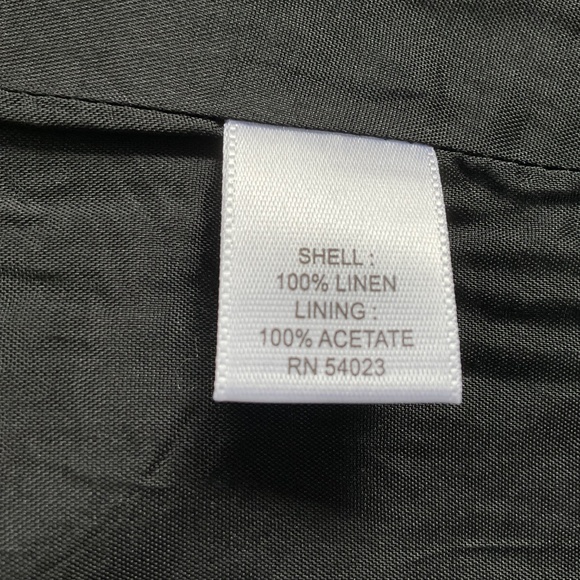 SHELL :
100% LINEN
LINING :
100% ACETATE
RN 54023